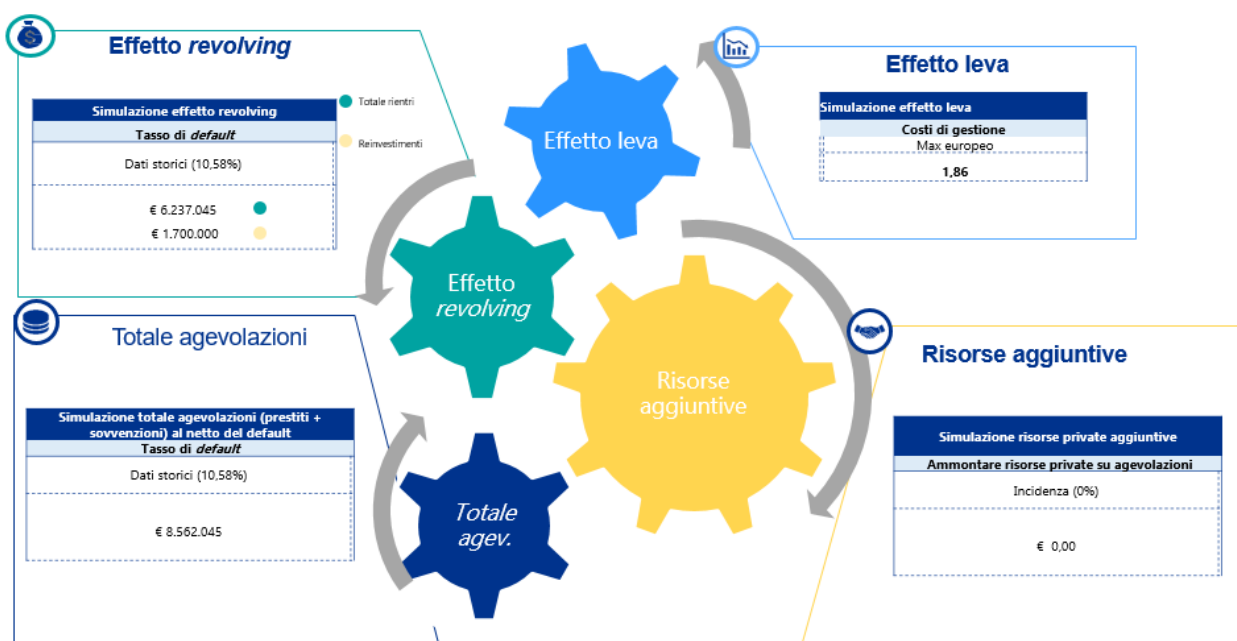 Effetto revolving
Simulazione effetto revolving
Tasso di default
Dati storici (10,58%)
€ 6.237.045
€ 1.700.000
Totale rientri
Reinvestimenti
Effetto leva
Simulazione effetto leva
Costi di gestione
Max europeo
1,86
Effetto leva
Effetto
revolving
Risorse
aggiuntive
Totale
agev.
Totale agevolazioni
Simulazione totale agevolazioni (prestiti +
sovvenzioni) al netto del default
Tasso di default
Dati storici (10,58%)
€ 8.562.045
Risorse aggiuntive
Simulazione risorse private aggiuntive
Ammontare risorse private su agevolazioni
Incidenza (0%)
€ 0,00